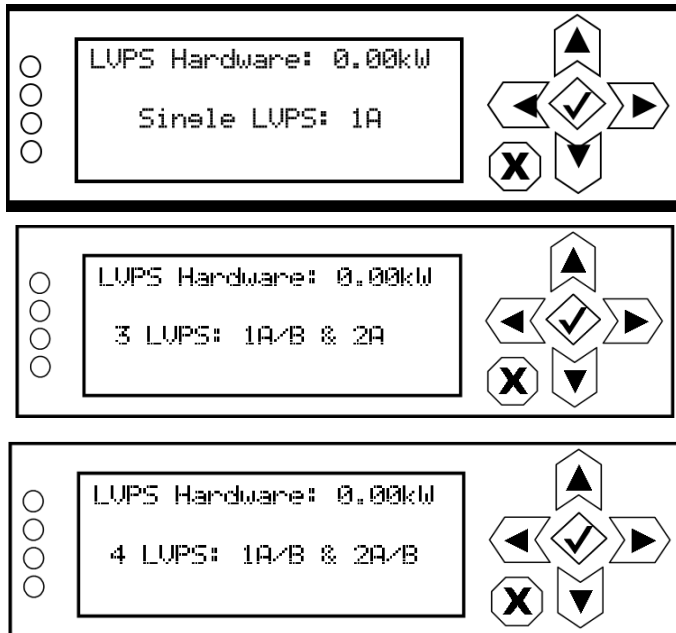 LVPS Hardware: 0.00kW
Single LVPS: 1A
X
LVPS Hardware: 0.00kW
3 LVPS: 1A/B & 2A
X
LVPS Hardware: 0.00kW
4 LVPS: 1A/B & 2A/B
X